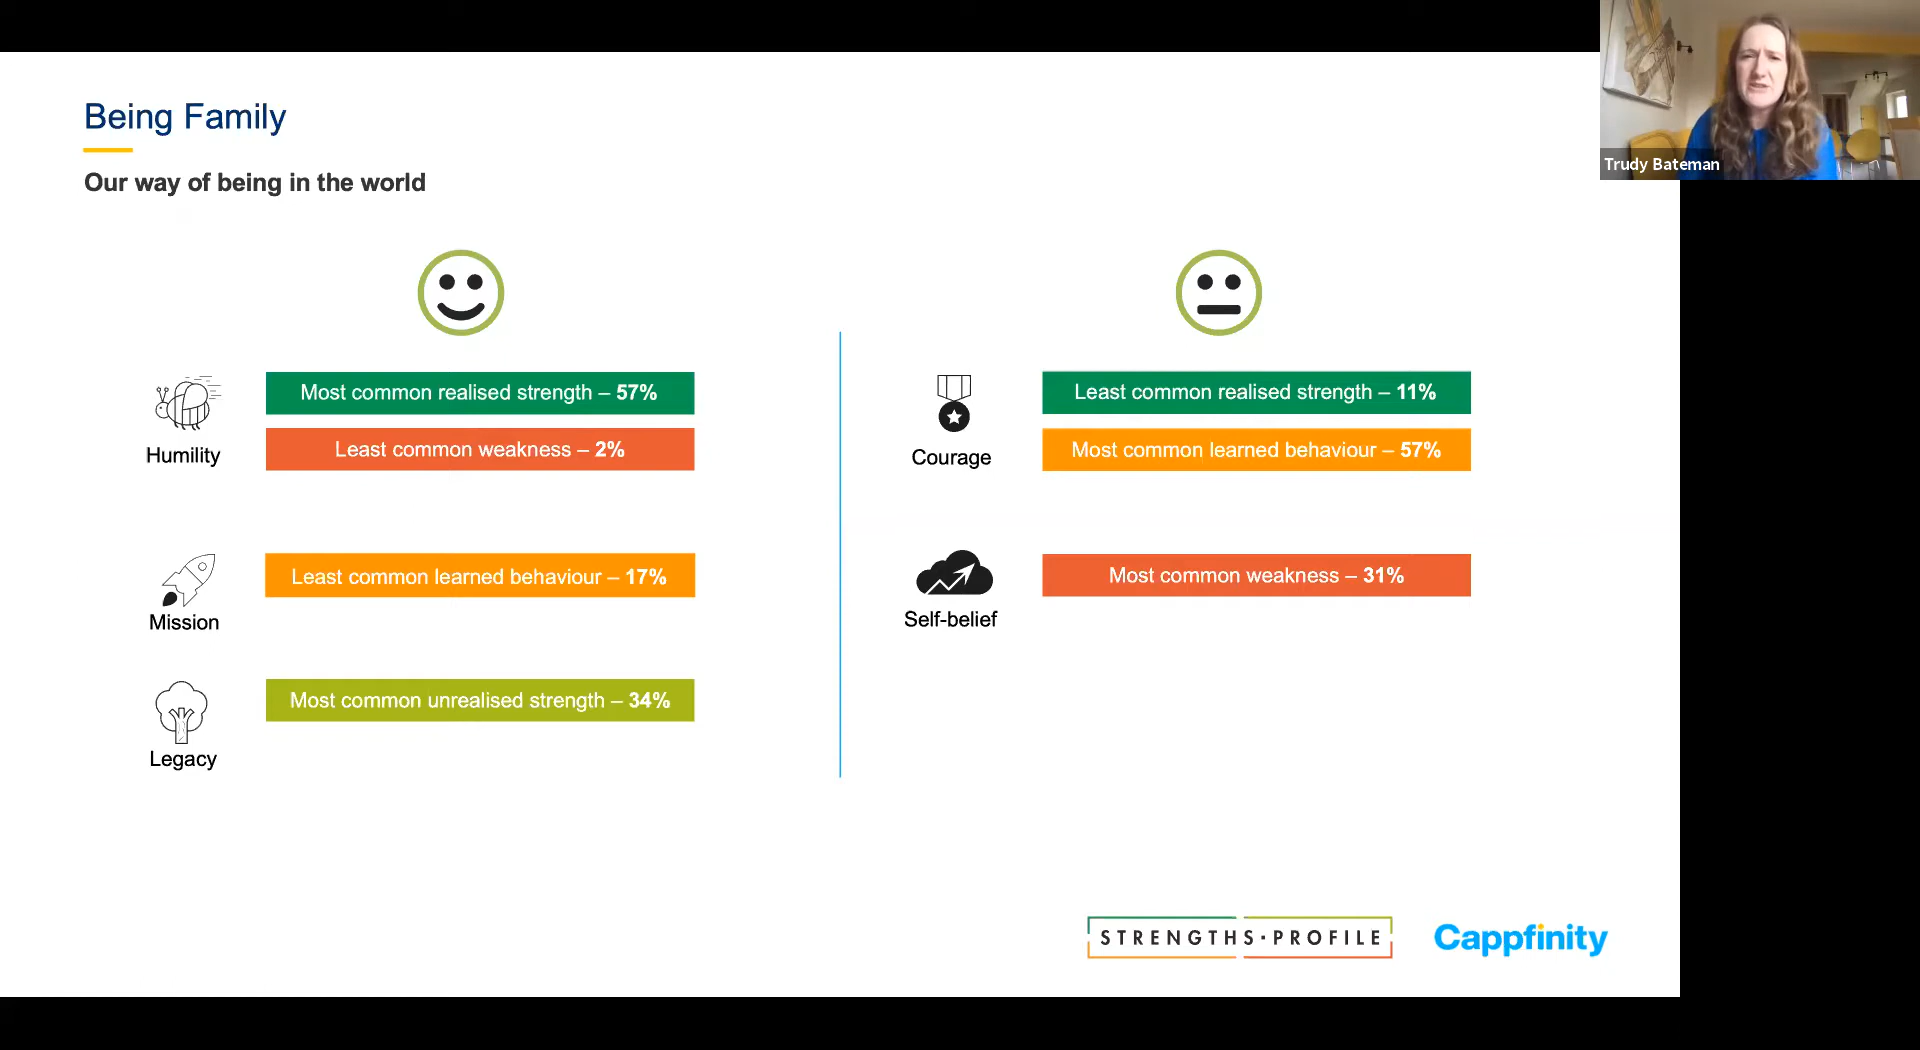 Being Family
Our way of being in the world
Trudy Bateman
Humility
Most common realised strength – 57%
Least common weakness – 2%
Mission
Least common learned behaviour – 17%
Legacy
Most common unrealised strength – 34%
Courage
Least common realised strength – 11%
Most common learned behaviour – 57%
Self-belief
Most common weakness – 31%
STRENGTHS·PROFILE
Cappfinity